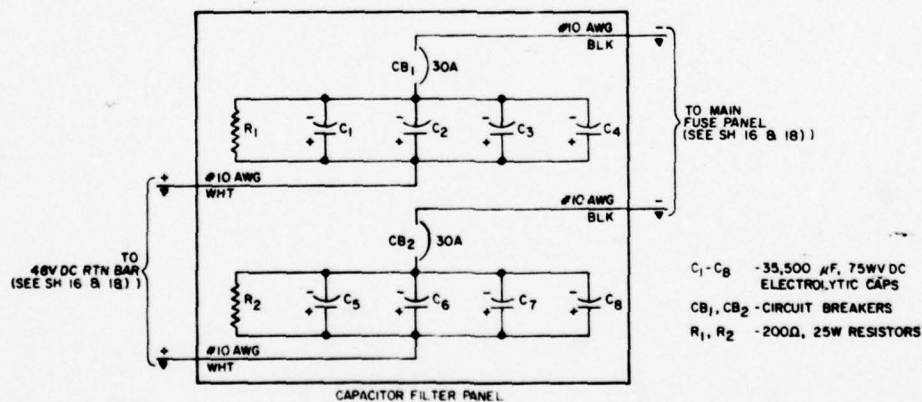 #10 AWG
BLK
CB1 30A
R1 C1 C2 C3 C4
TO MAIN
FUSE PANEL
(SEE SH 16 & 18))
#10 AWG
WHT
#10 AWG
BLK
CB2 30A
TO
48V DC RTN BAR
(SEE SH 16 & 18))
R2 C5 C6 C7 C8
C1-C8 -35,500 µF, 75WVDC
ELECTROLYTIC CAPS
CB1, CB2 -CIRCUIT BREAKERS
R1, R2 -200Ω, 25W RESISTORS
#10 AWG
WHT
CAPACITOR FILTER PANEL